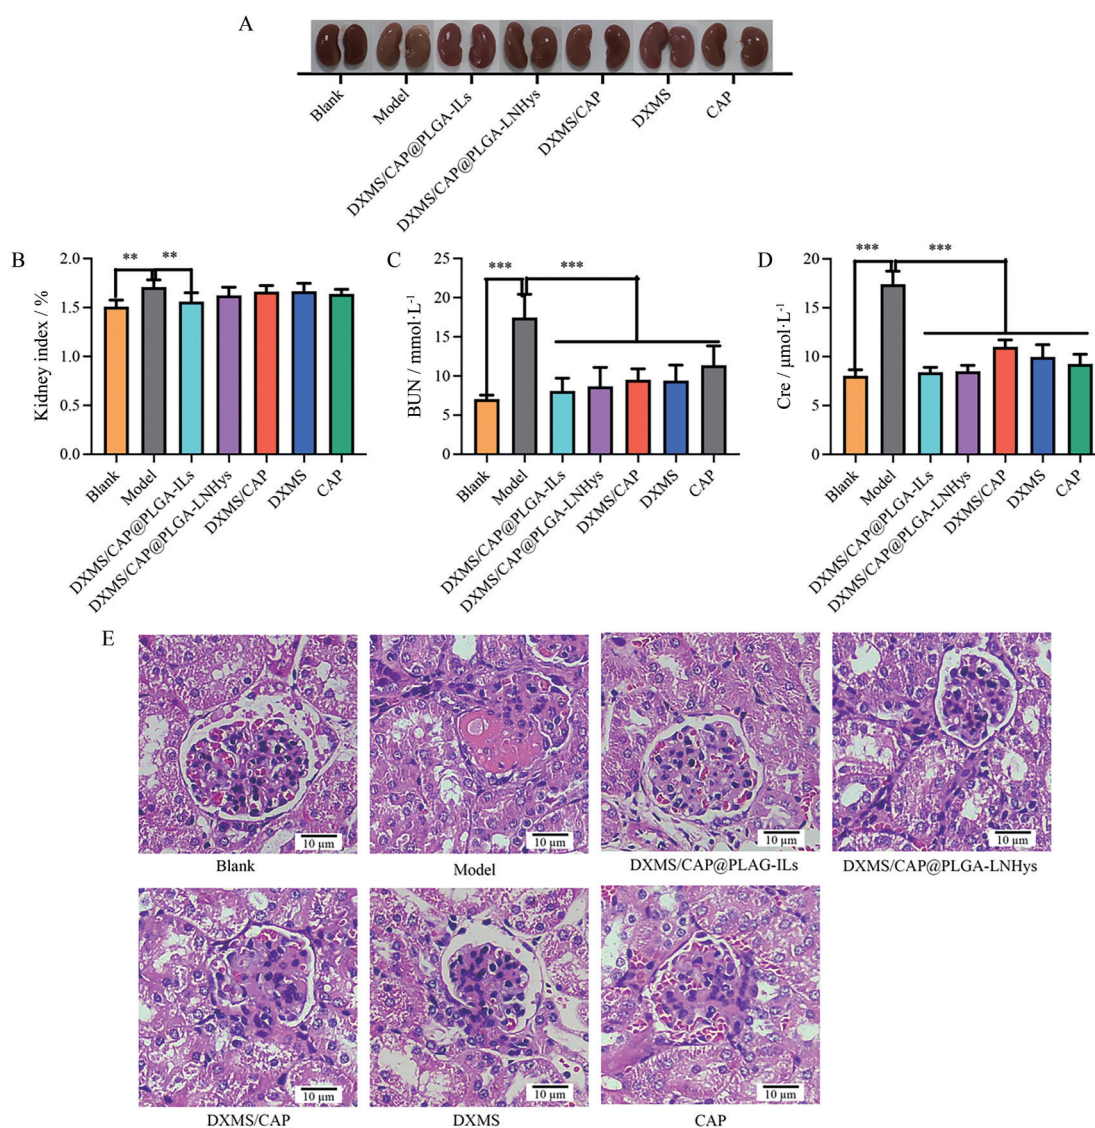 A
Blank
Model
DXMS/CAP@PLGA-ILs
DXMS/CAP@PLGA-LNHys
DXMS/CAP
DXMS
CAP
B
Kidney index / %
2.0
1.5
1.0
0.5
0.0
**
**
Blank
Model
DXMS/CAP@PLGA-ILs
DXMS/CAP@PLGA-LNHys
DXMS/CAP
DXMS
CAP
C
BUN / mmol·L⁻¹
25
20
15
10
5
0
***
***
Blank
Model
DXMS/CAP@PLGA-ILs
DXMS/CAP@PLGA-LNHys
DXMS/CAP
DXMS
CAP
D
Cre / μmol·L⁻¹
20
15
10
5
0
***
***
Blank
Model
DXMS/CAP@PLGA-ILs
DXMS/CAP@PLGA-LNHys
DXMS/CAP
DXMS
CAP
E
10 μm
10 μm
10 μm
10 μm
Blank
Model
DXMS/CAP@PLAG-ILs
DXMS/CAP@PLGA-LNHys
10 μm
10 μm
10 μm
DXMS/CAP
DXMS
CAP